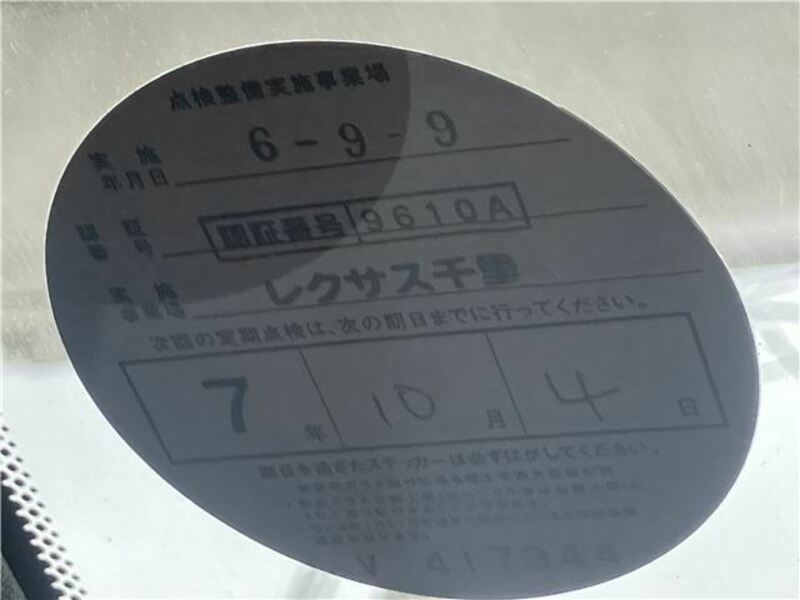 点検整備実施事業場
実施年月日 6-9-9
認証番号 認証番号 9610A
実施事業場 レクサス千里
次回の定期点検は、次の期日までに行ってください。
7年 10月 4日
期日を過ぎたステッカーは必ずはがしてください。
V 417344